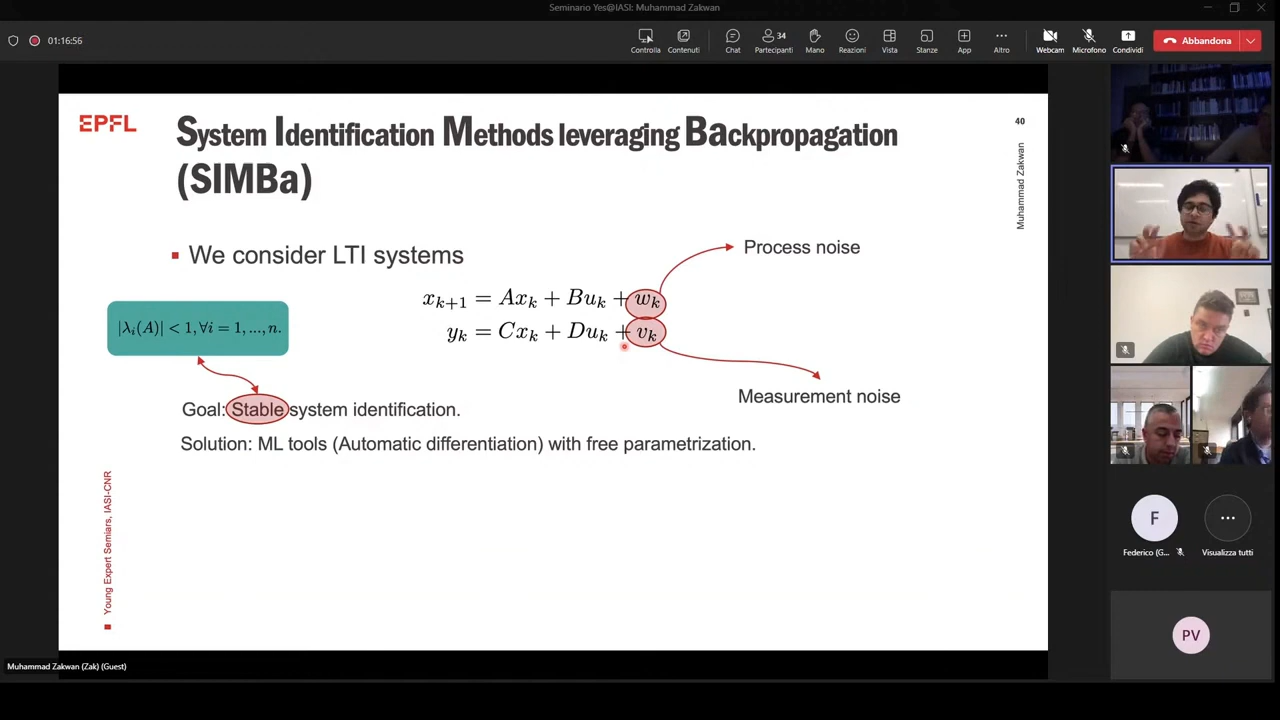 Seminario Yes@IASI: Muhammad Zakwan
01:16:56
Controlla
Contenuti
Chat
34
Partecipanti
Mano
Reazioni
Vista
Stanze
App
Altro
Webcam
Microfono
Condividi
Abbandona
EPFL
System Identification Methods leveraging Backpropagation
(SIMBa)
40
Muhammad Zakwan
We consider LTI systems
Process noise
x_{k+1} = Ax_k + Bu_k + w_k
y_k = Cx_k + Du_k + v_k
|λ_i(A)| < 1, ∀i = 1, ..., n.
Measurement noise
Goal: Stable system identification.
Solution: ML tools (Automatic differentiation) with free parametrization.
Young Expert Semiars, IASI-CNR
F
Federico (G...
Visualizza tutti
PV
Muhammad Zakwan (Zak) (Guest)